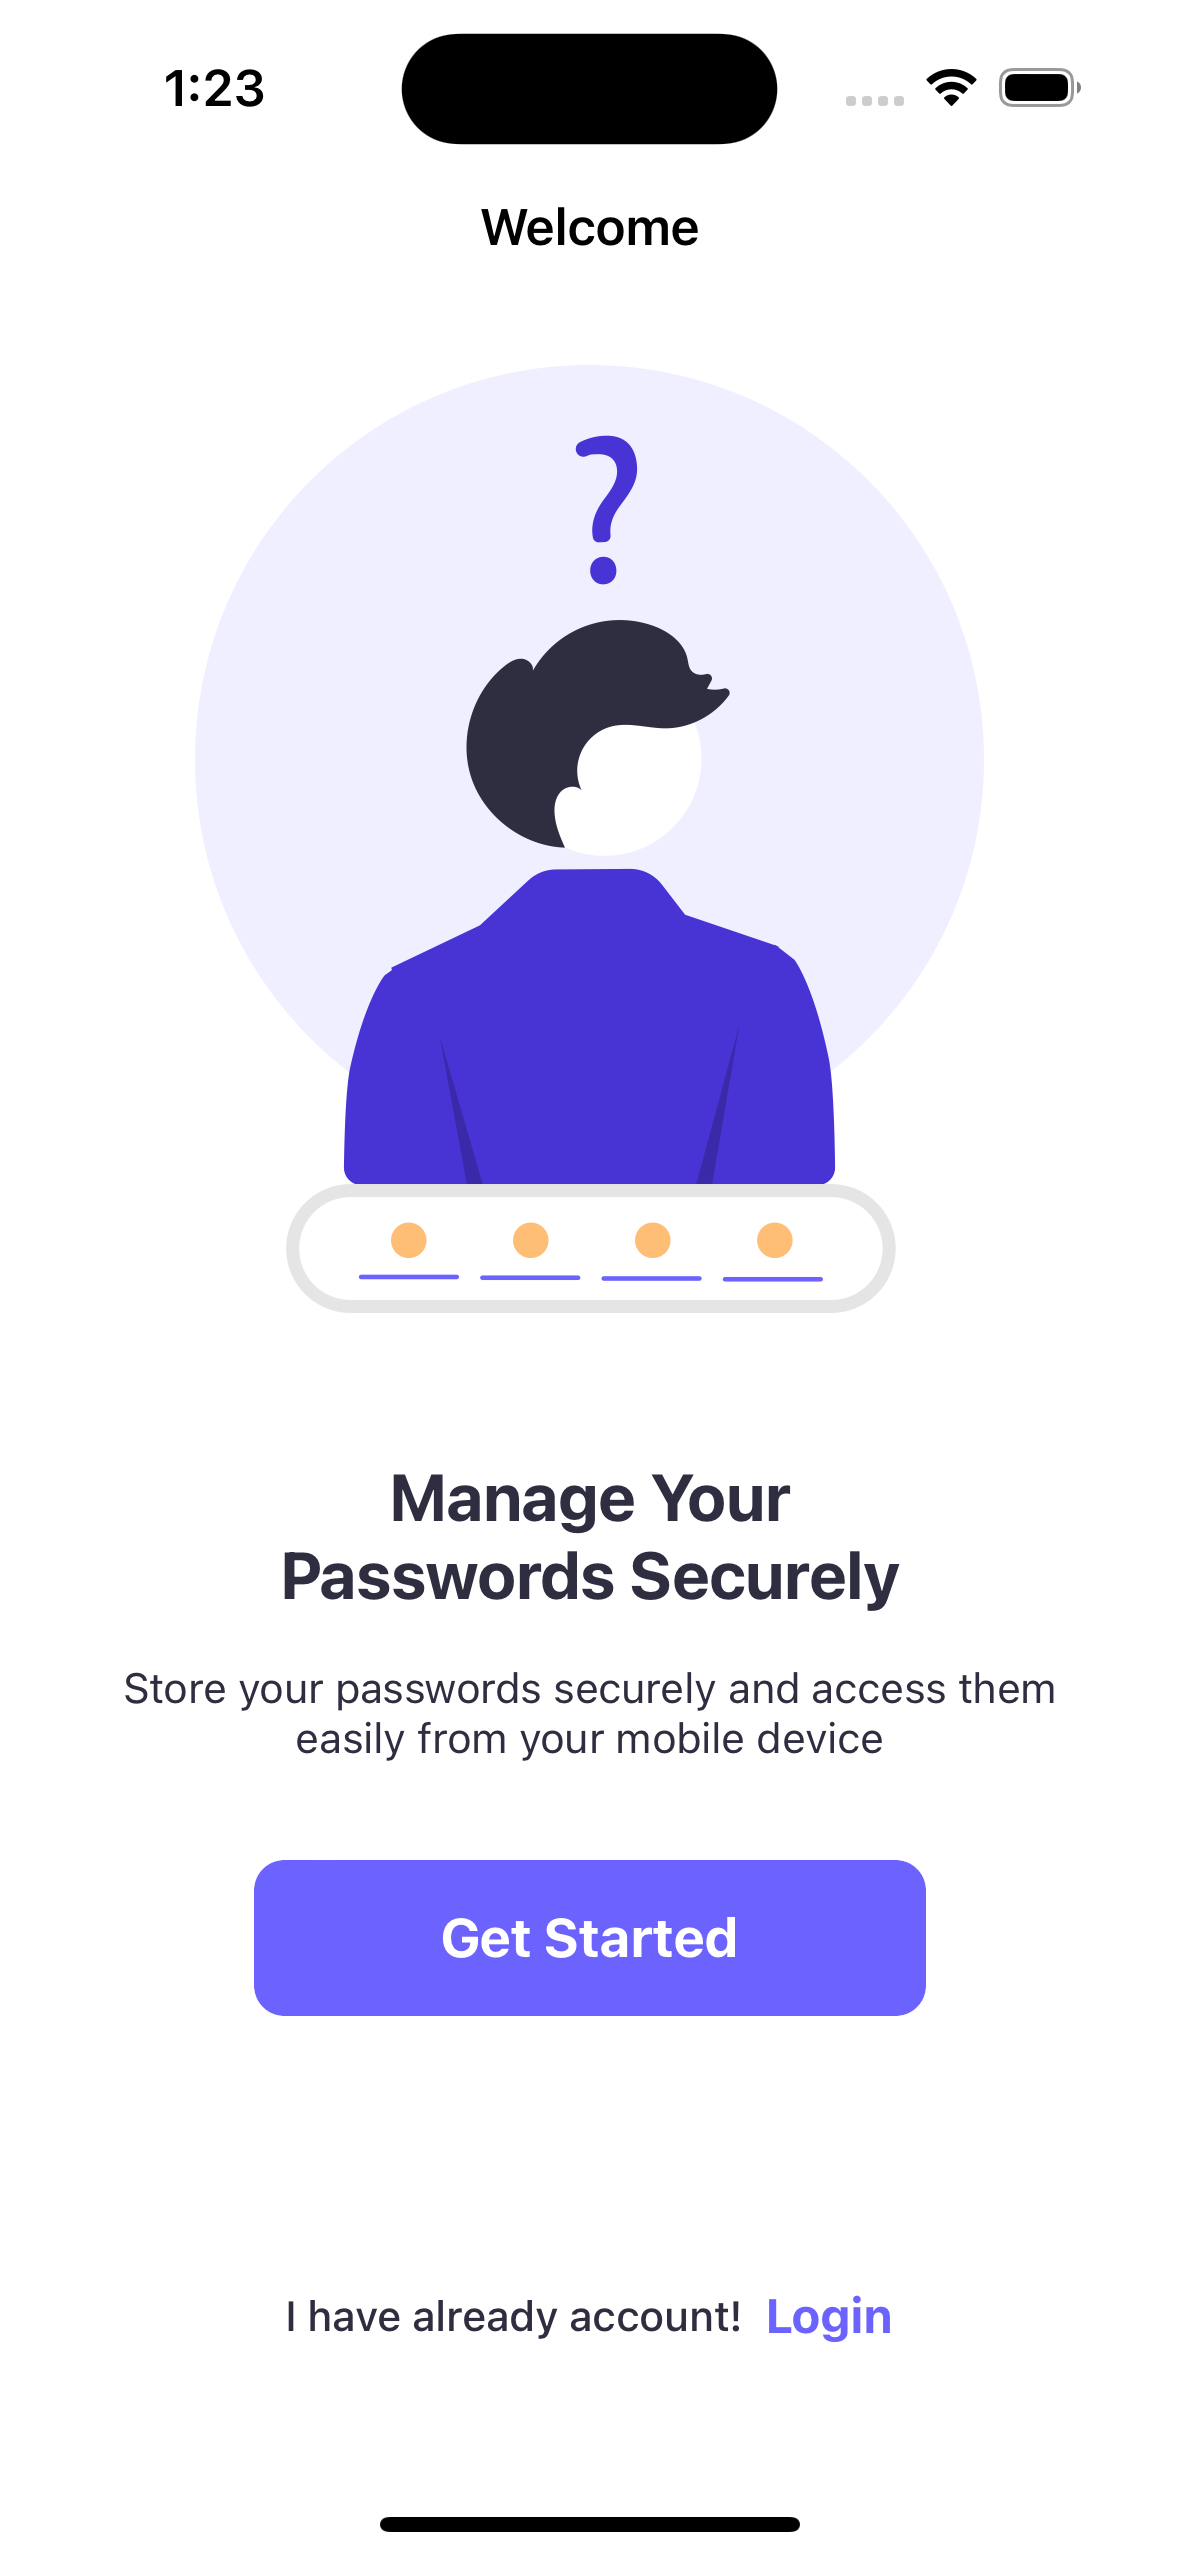 1:23
Welcome
?
Manage Your
Passwords Securely
Store your passwords securely and access them
easily from your mobile device
Get Started
I have already account! Login